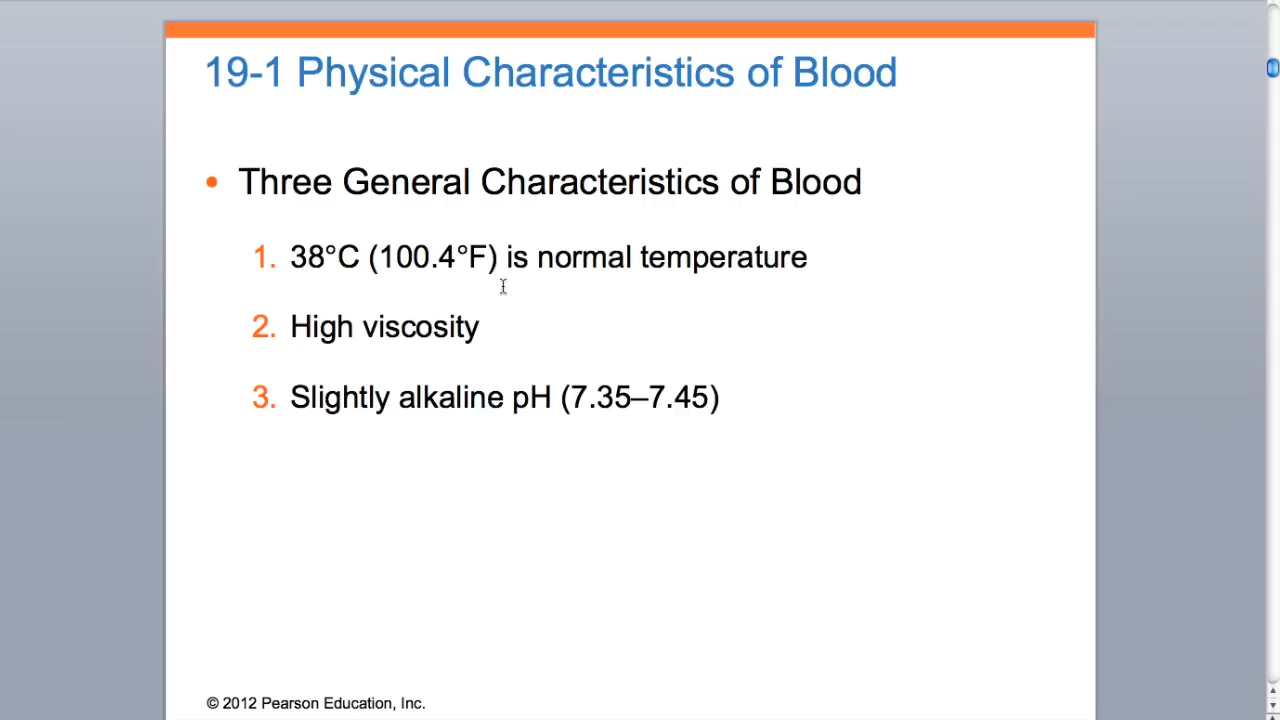 19-1 Physical Characteristics of Blood
• Three General Characteristics of Blood
1. 38°C (100.4°F) is normal temperature
2. High viscosity
3. Slightly alkaline pH (7.35–7.45)
© 2012 Pearson Education, Inc.